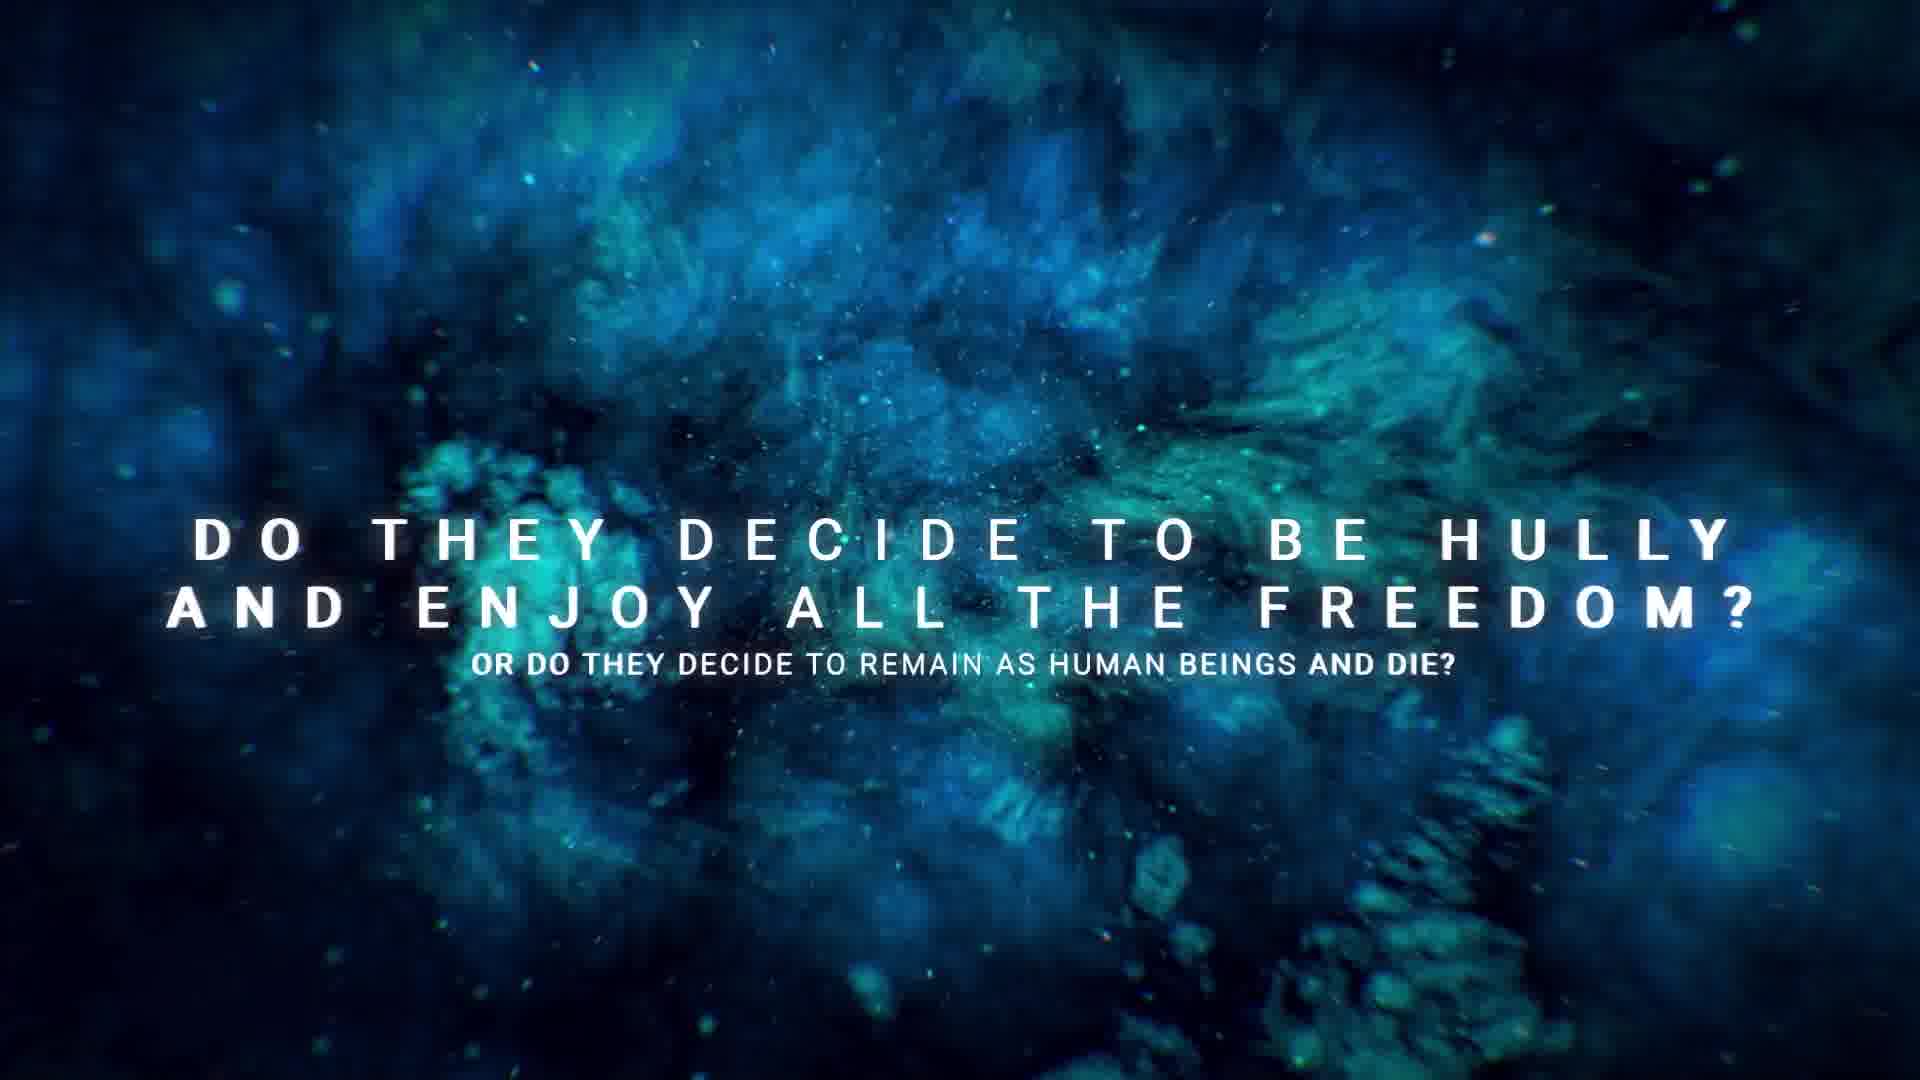 DO THEY DECIDE TO BE HULLY
AND ENJOY ALL THE FREEDOM?
OR DO THEY DECIDE TO REMAIN AS HUMAN BEINGS AND DIE?